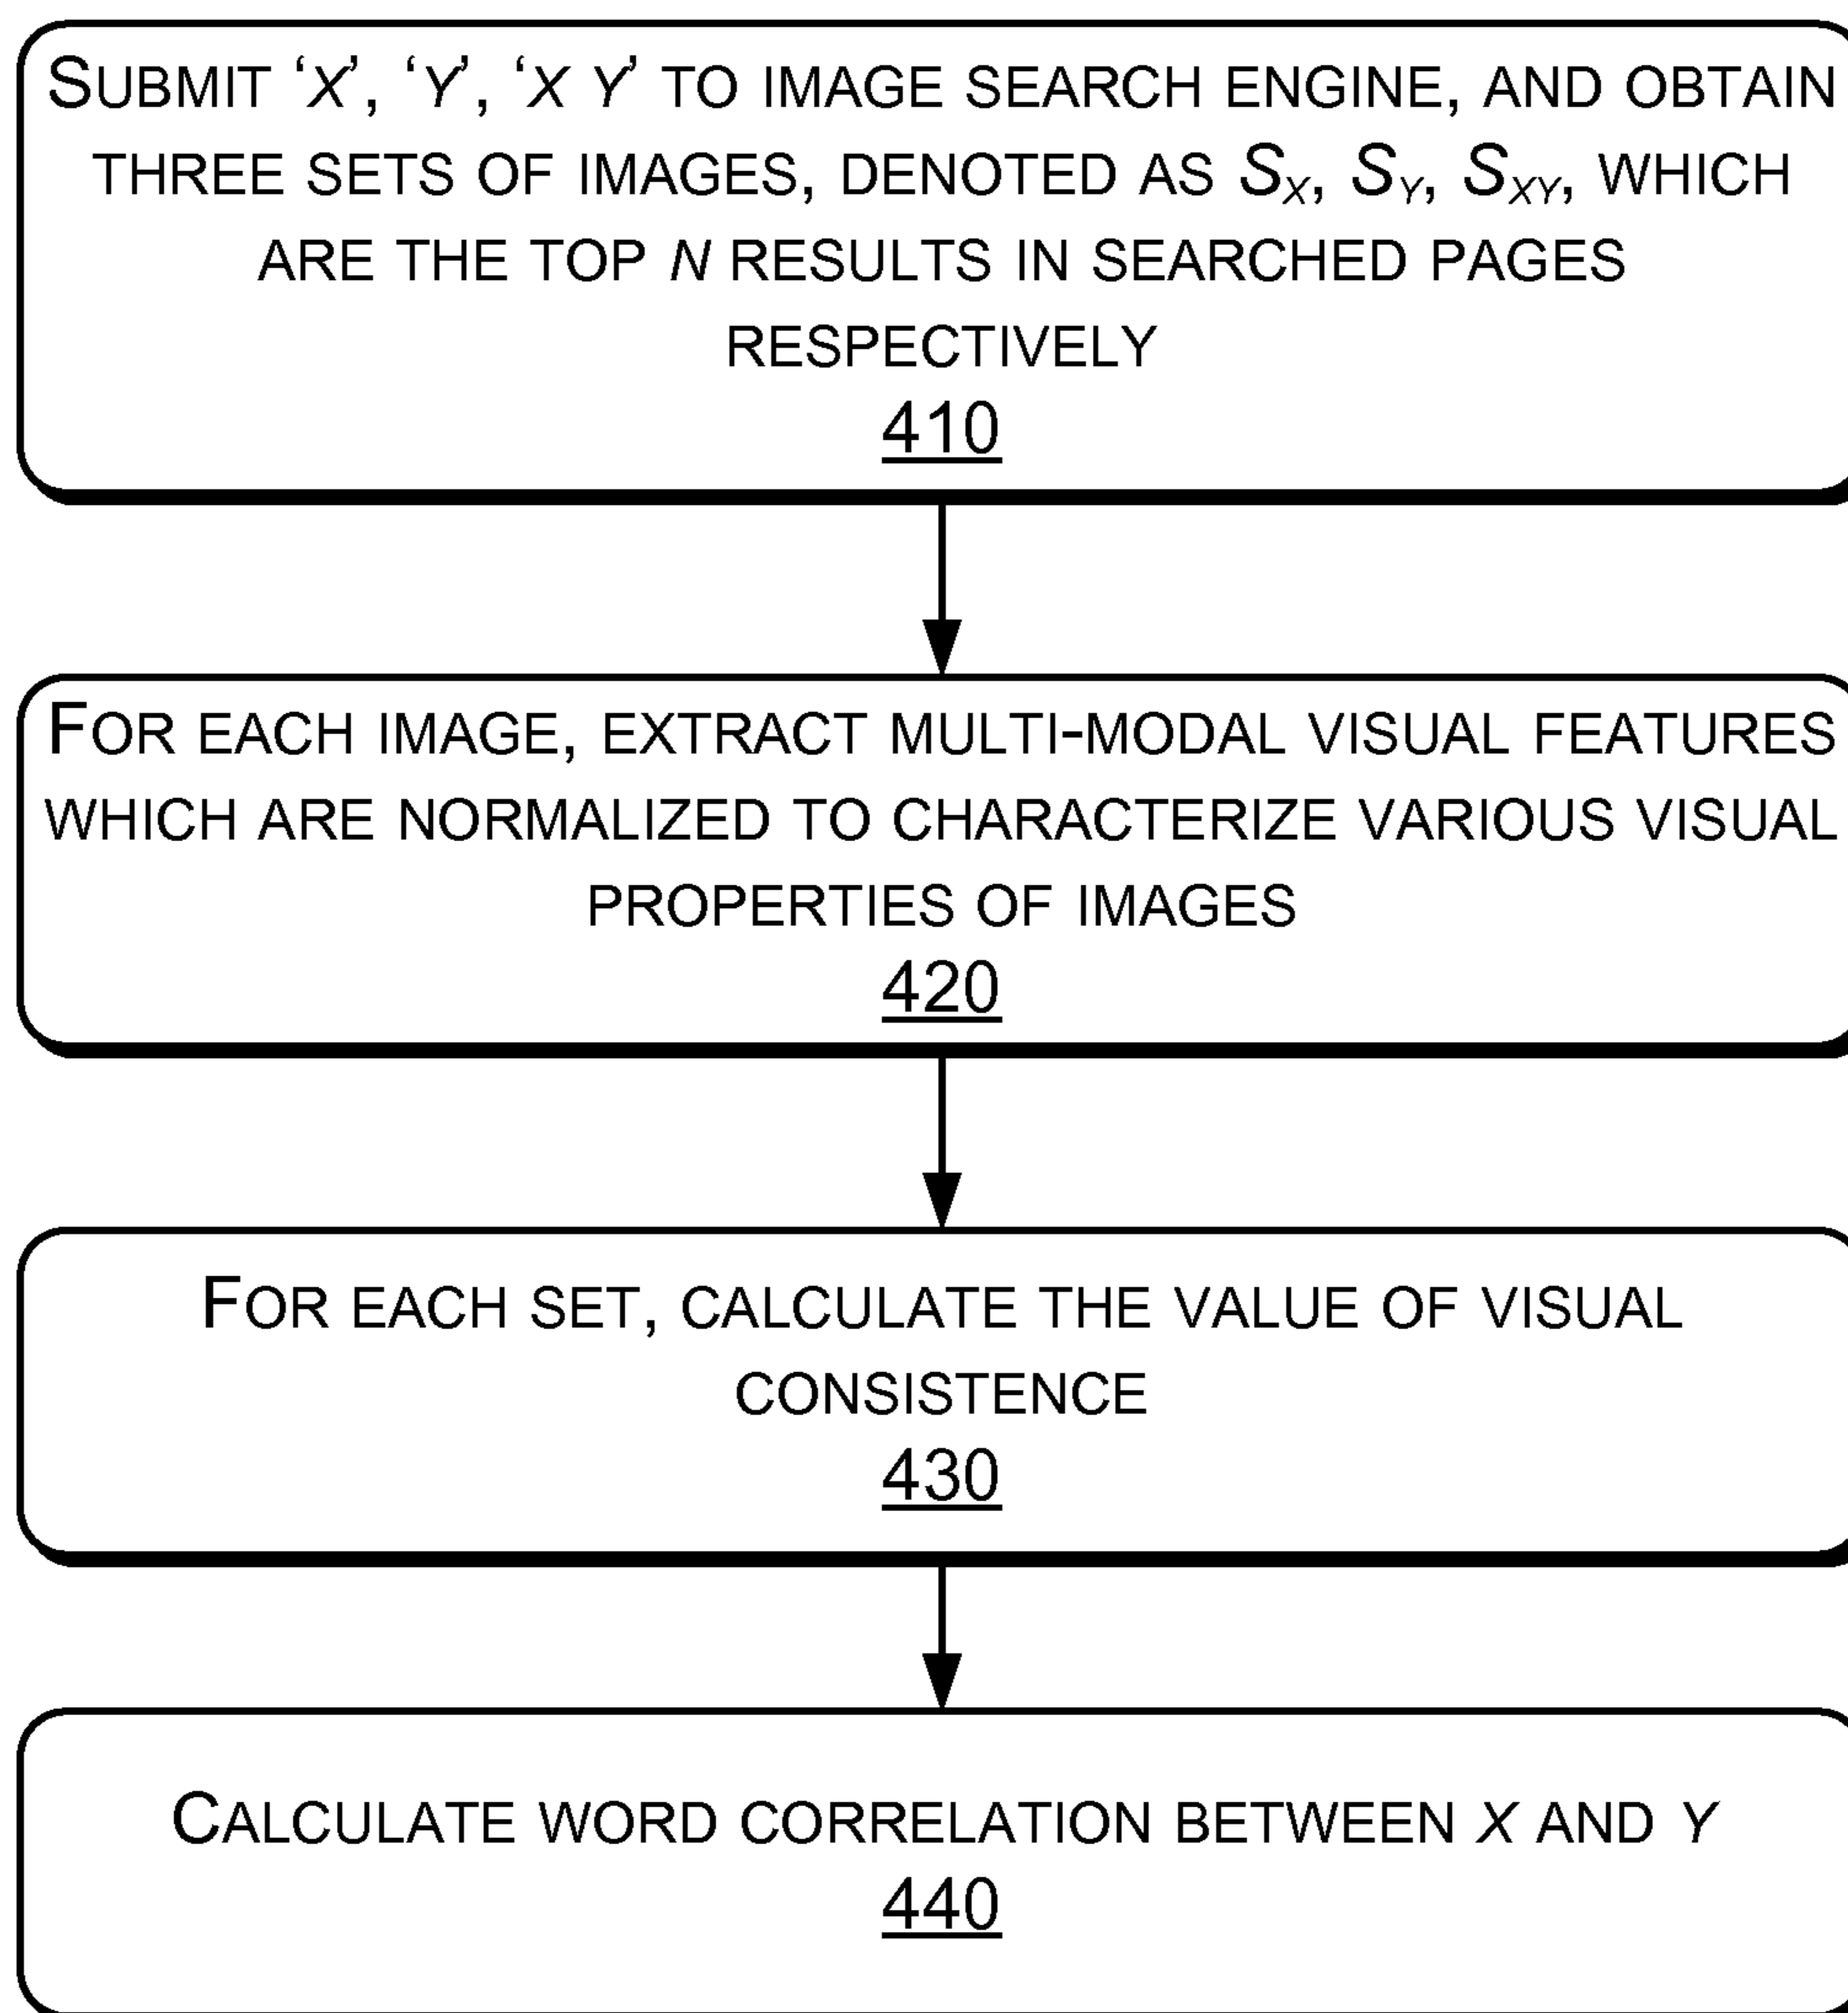 SUBMIT ‘X’, ‘Y’, ‘X Y’ TO IMAGE SEARCH ENGINE, AND OBTAIN
THREE SETS OF IMAGES, DENOTED AS SX, SY, SXY, WHICH
ARE THE TOP N RESULTS IN SEARCHED PAGES
RESPECTIVELY
410
FOR EACH IMAGE, EXTRACT MULTI-MODAL VISUAL FEATURES
WHICH ARE NORMALIZED TO CHARACTERIZE VARIOUS VISUAL
PROPERTIES OF IMAGES
420
FOR EACH SET, CALCULATE THE VALUE OF VISUAL
CONSISTENCE
430
CALCULATE WORD CORRELATION BETWEEN X AND Y
440